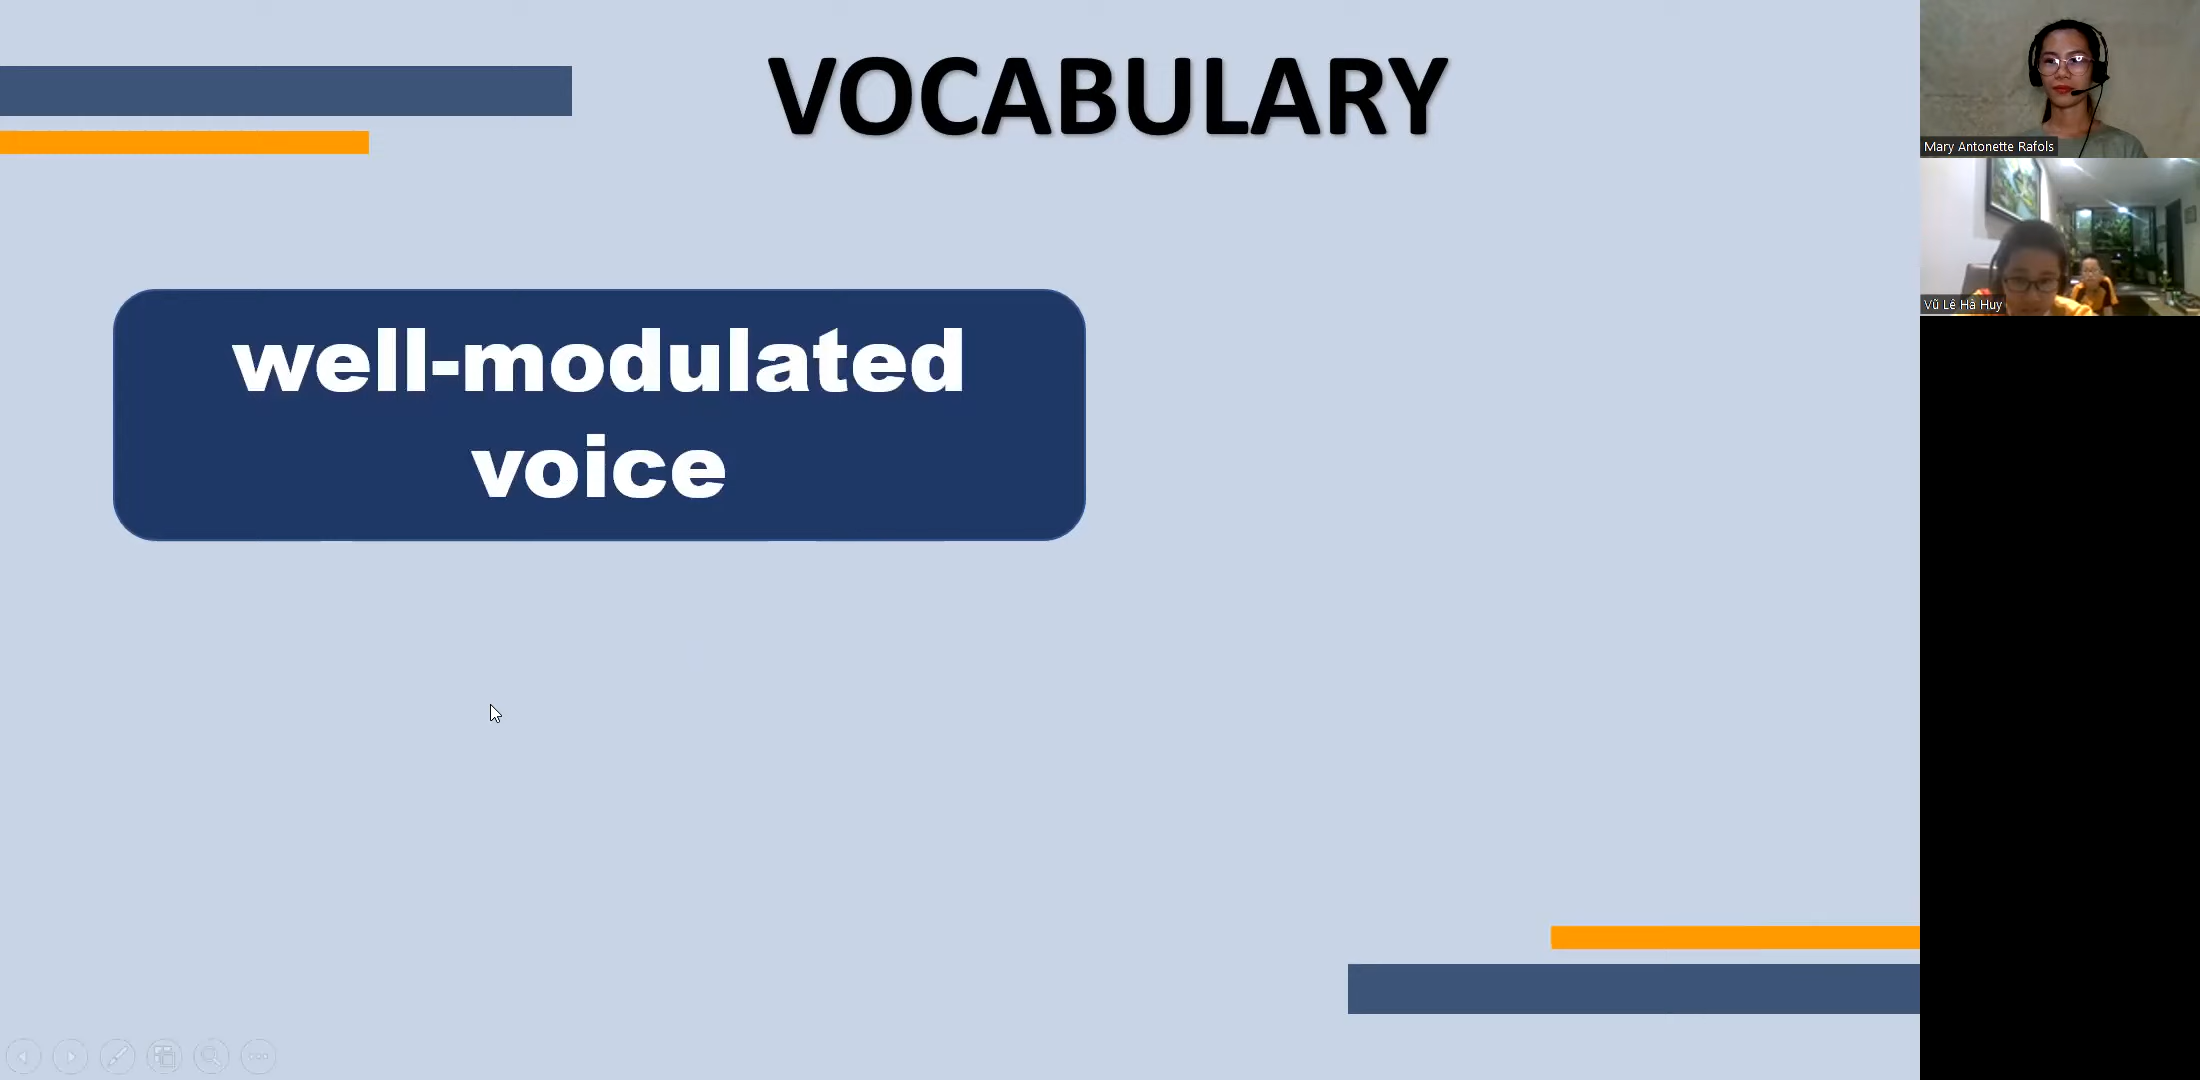 VOCABULARY
well-modulated
voice
Mary Antonette Rafols
Vũ Lê Hà Huy